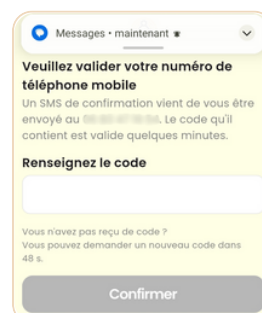 Messages • maintenant
Veuillez valider votre numéro de
téléphone mobile
Un SMS de confirmation vient de vous être
envoyé au . Le code qu'il
contient est valide quelques minutes.
Renseignez le code
Vous n'avez pas reçu de code ?
Vous pouvez demander un nouveau code dans
48 s.
Confirmer